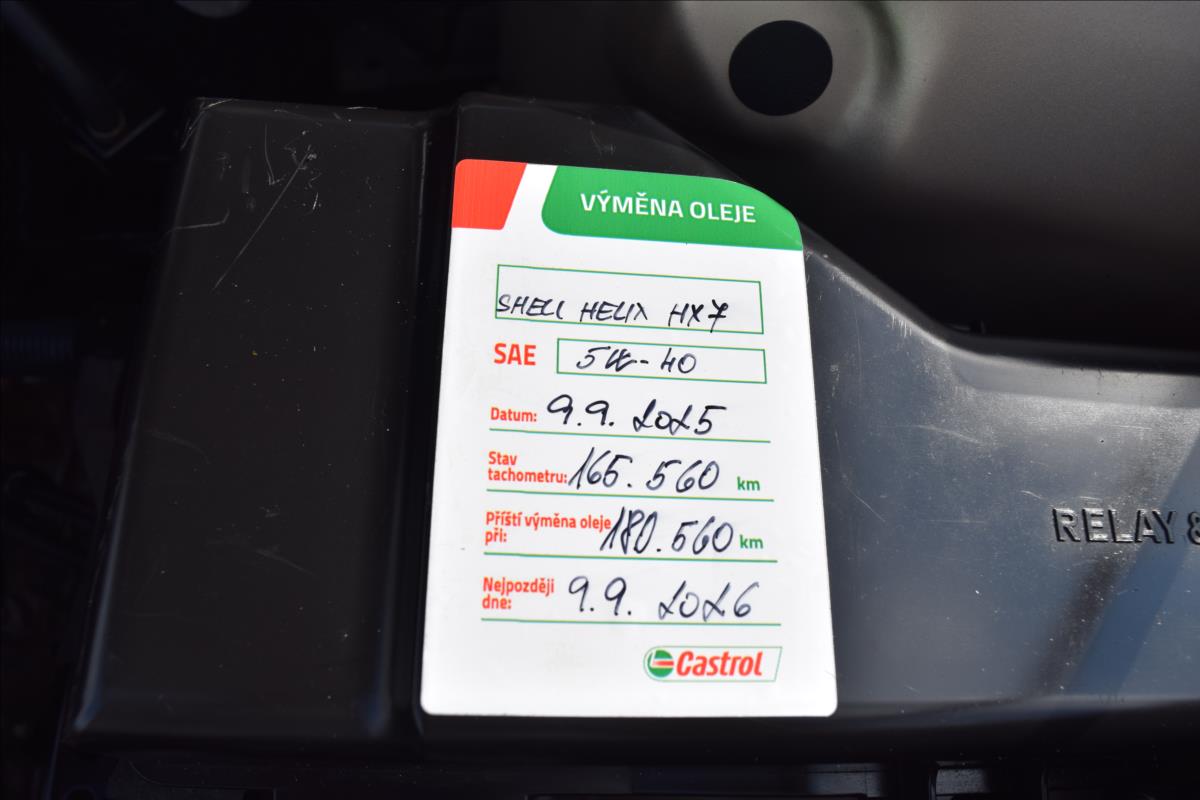 VÝMĚNA OLEJE
SHELL HELIX HX7
SAE 5W-40
Datum: 9.9. 2025
Stav
tachometru: 165.560 km
Příští výměna oleje
při: 180.560 km
Nejpozději
dne: 9.9. 2026
Castrol
RELAY &